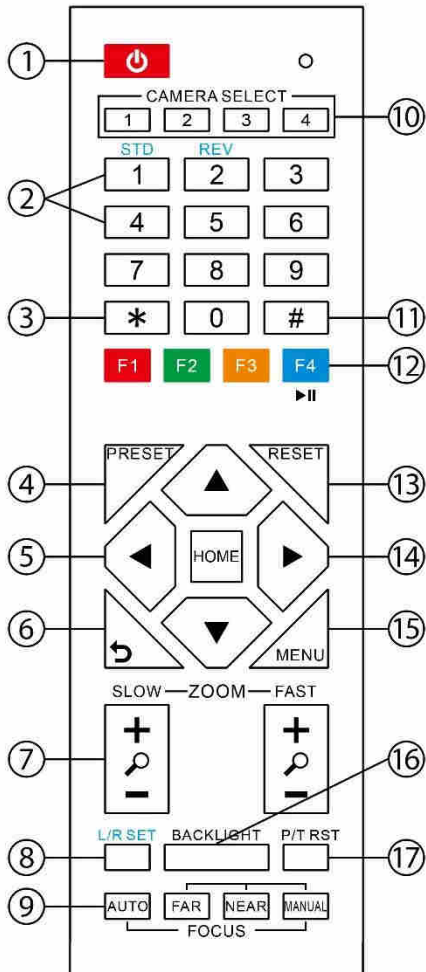 ①
CAMERA SELECT
1 2 3 4 ⑩
STD REV
② 1 2 3
4 5 6
7 8 9
③ * 0 # ⑪
F1 F2 F3 F4 ⑫
④ PRESET RESET ⑬
⑤ HOME ⑭
⑥ MENU ⑮
SLOW ZOOM FAST
⑦ + + ⑯
− −
L/R SET BACKLIGHT P/T RST
⑧ ⑰
⑨ AUTO FAR NEAR MANUAL
FOCUS